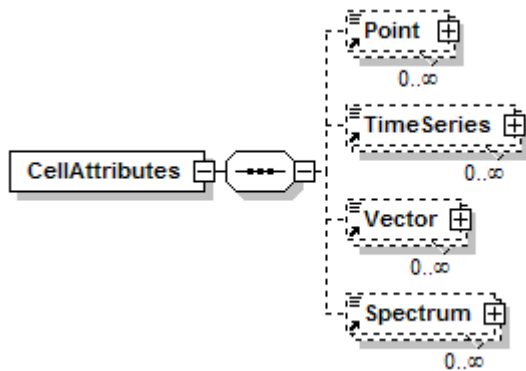 Point
0..∞
TimeSeries
0..∞
CellAttributes
Vector
0..∞
Spectrum
0..∞